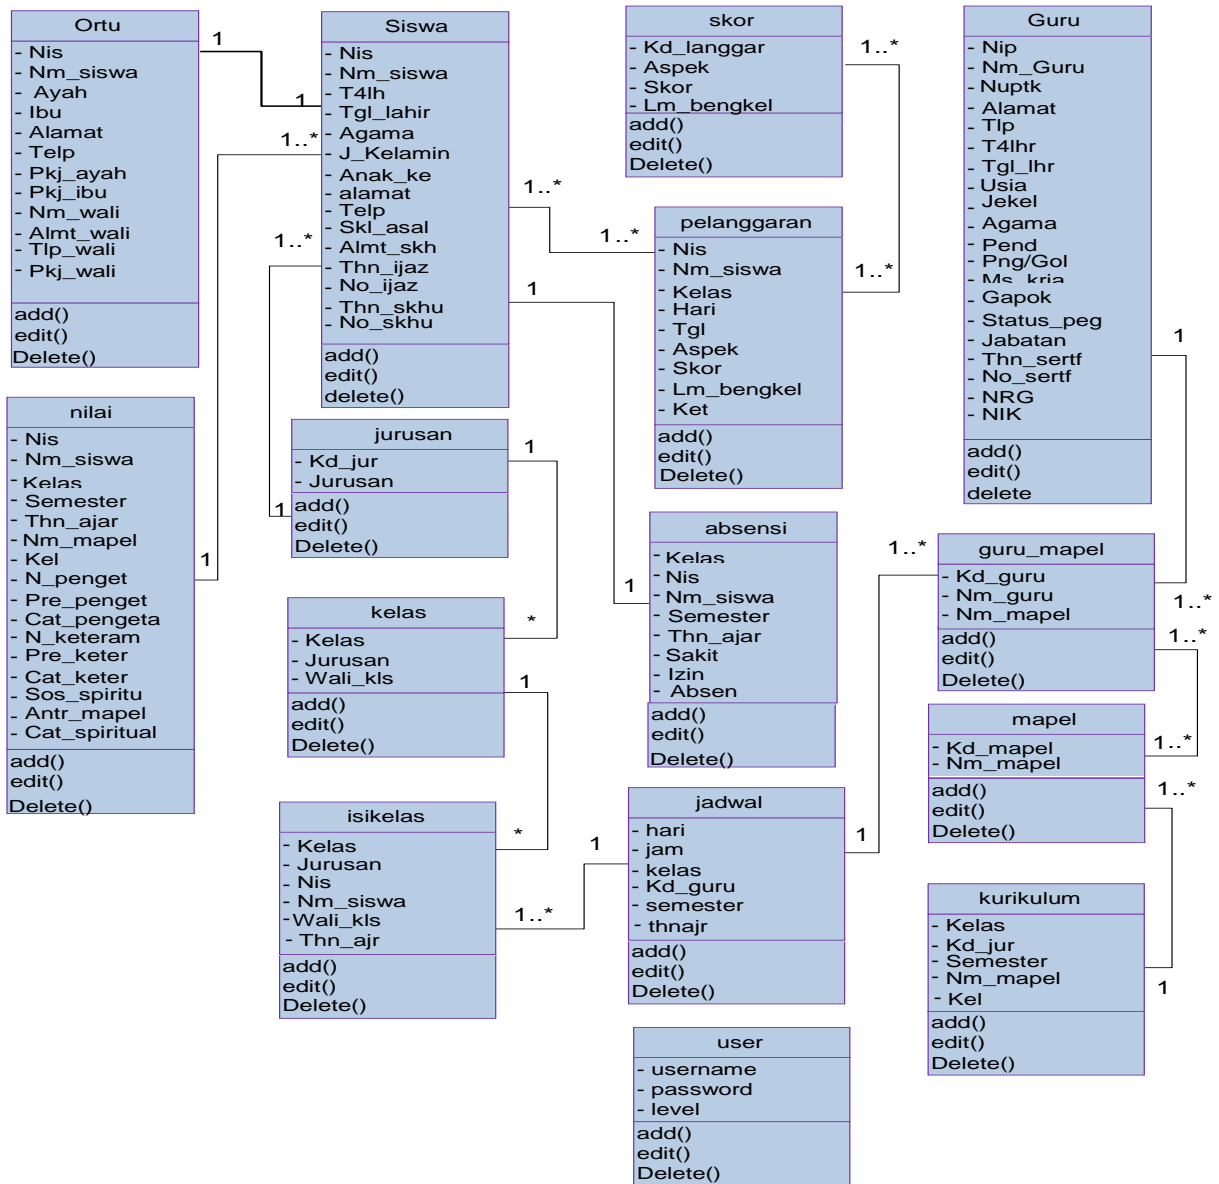 Ortu
- Nis
- Nm_siswa
- Ayah
- Ibu
- Alamat
- Telp
- Pkj_ayah
- Pkj_ibu
- Nm_wali
- Almt_wali
- Tlp_wali
- Pkj_wali
add()
edit()
Delete()
1
1
Siswa
- Nis
- Nm_siswa
- T4lh
- Tgl_lahir
- Agama
- J_Kelamin
- Anak_ke
- alamat
- Telp
- Skl_asal
- Almt_skh
- Thn_ijaz
- No_ijaz
- Thn_skhu
- No_skhu
add()
edit()
delete()
1..*
1..*
1..*
1
skor
- Kd_langgar
- Aspek
- Skor
- Lm_bengkel
add()
edit()
Delete()
1..*
pelanggaran
- Nis
- Nm_siswa
- Kelas
- Hari
- Tgl
- Aspek
- Skor
- Lm_bengkel
- Ket
add()
edit()
Delete()
1..*
1..*
Guru
- Nip
- Nm_Guru
- Nuptk
- Alamat
- Tlp
- T4lhr
- Tgl_lhr
- Usia
- Jekel
- Agama
- Pend
- Png/Gol
- Ms_kria
- Gapok
- Status_peg
- Jabatan
- Thn_sertf
- No_sertf
- NRG
- NIK
add()
edit()
delete
1
nilai
- Nis
- Nm_siswa
- Kelas
- Semester
- Thn_ajar
- Nm_mapel
- Kel
- N_penget
- Pre_penget
- Cat_pengeta
- N_keteram
- Pre_keter
- Cat_keter
- Sos_spiritu
- Antr_mapel
- Cat_spiritual
add()
edit()
Delete()
1
jurusan
- Kd_jur
- Jurusan
add()
edit()
Delete()
1
1
absensi
- Kelas
- Nis
- Nm_siswa
- Semester
- Thn_ajar
- Sakit
- Izin
- Absen
add()
edit()
Delete()
1
guru_mapel
- Kd_guru
- Nm_guru
- Nm_mapel
add()
edit()
Delete()
1..*
1..*
1..*
kelas
- Kelas
- Jurusan
- Wali_kls
add()
edit()
Delete()
*
1
mapel
- Kd_mapel
- Nm_mapel
add()
edit()
Delete()
1..*
1..*
isikelas
- Kelas
- Jurusan
- Nis
- Nm_siswa
-Wali_kls
- Thn_ajr
add()
edit()
Delete()
*
1..*
jadwal
- hari
- jam
- kelas
- Kd_guru
- semester
- thnajr
add()
edit()
Delete()
1
1
kurikulum
- Kelas
- Kd_jur
- Semester
- Nm_mapel
- Kel
add()
edit()
Delete()
1
user
- username
- password
- level
add()
edit()
Delete()